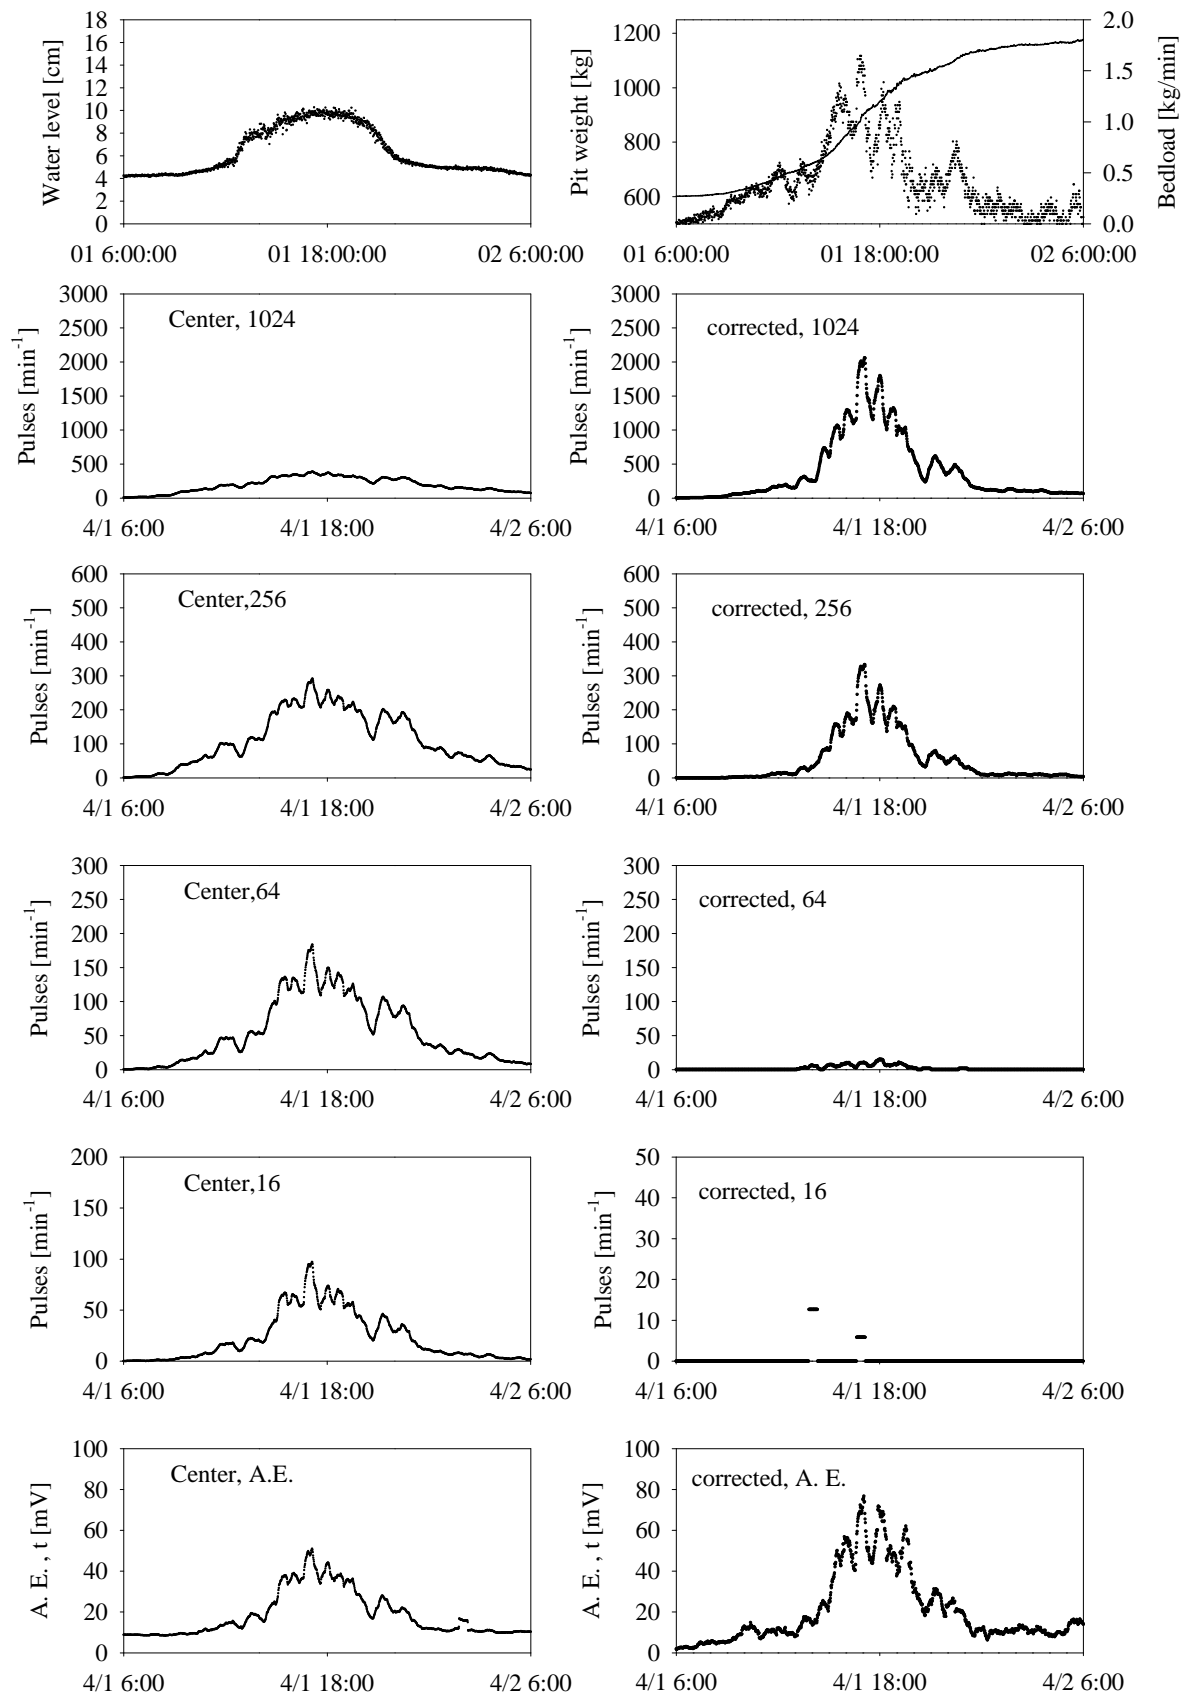 Water level [cm]
18
16
14
12
10
8
6
4
2
0
01 6:00:00 01 18:00:00 02 6:00:00
Pit weight [kg]
1200
1000
800
600
2.0
1.5
1.0
0.5
0.0
Bedload [kg/min]
01 6:00:00 01 18:00:00 02 6:00:00
Pulses [min⁻¹]
3000
2500
2000
1500
1000
500
0
Center, 1024
4/1 6:00 4/1 18:00 4/2 6:00
Pulses [min⁻¹]
3000
2500
2000
1500
1000
500
0
corrected, 1024
4/1 6:00 4/1 18:00 4/2 6:00
Pulses [min⁻¹]
600
500
400
300
200
100
0
Center,256
4/1 6:00 4/1 18:00 4/2 6:00
Pulses [min⁻¹]
600
500
400
300
200
100
0
corrected, 256
4/1 6:00 4/1 18:00 4/2 6:00
Pulses [min⁻¹]
300
250
200
150
100
50
0
Center,64
4/1 6:00 4/1 18:00 4/2 6:00
Pulses [min⁻¹]
300
250
200
150
100
50
0
corrected, 64
4/1 6:00 4/1 18:00 4/2 6:00
Pulses [min⁻¹]
200
150
100
50
0
Center,16
4/1 6:00 4/1 18:00 4/2 6:00
Pulses [min⁻¹]
50
40
30
20
10
0
corrected, 16
4/1 6:00 4/1 18:00 4/2 6:00
A. E. , t [mV]
100
80
60
40
20
0
Center, A.E.
4/1 6:00 4/1 18:00 4/2 6:00
A. E. , t [mV]
100
80
60
40
20
0
corrected, A. E.
4/1 6:00 4/1 18:00 4/2 6:00